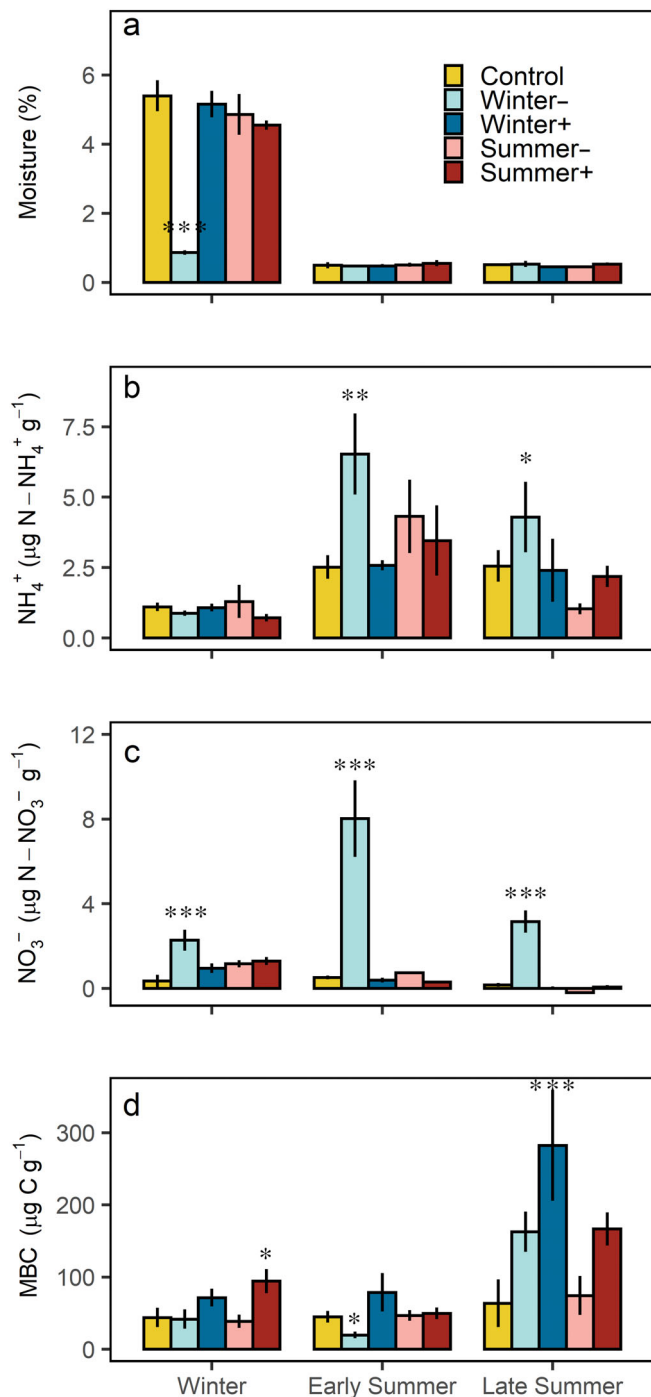 a
Moisture (%)
6
4
2
0
Control
Winter−
Winter+
Summer−
Summer+
***
b
NH₄⁺ (µg N − NH₄⁺ g⁻¹)
7.5
5.0
2.5
0.0
**
*
c
NO₃⁻ (µg N − NO₃⁻ g⁻¹)
12
8
4
0
***
***
***
d
MBC (µg C g⁻¹)
300
200
100
0
*
*
***
Winter Early Summer Late Summer